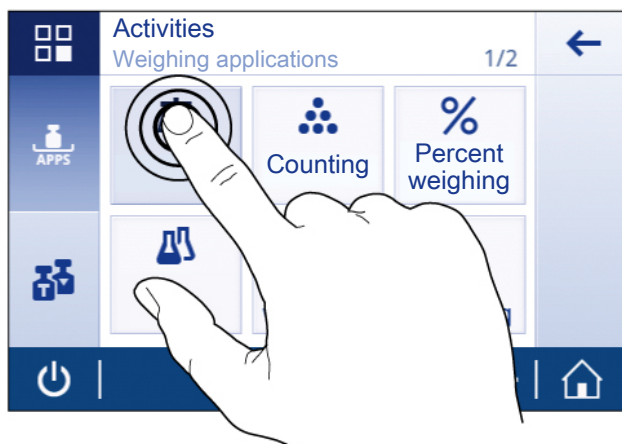 Activities
Weighing applications 1/2
APPS
Counting
%
Percent
weighing
T